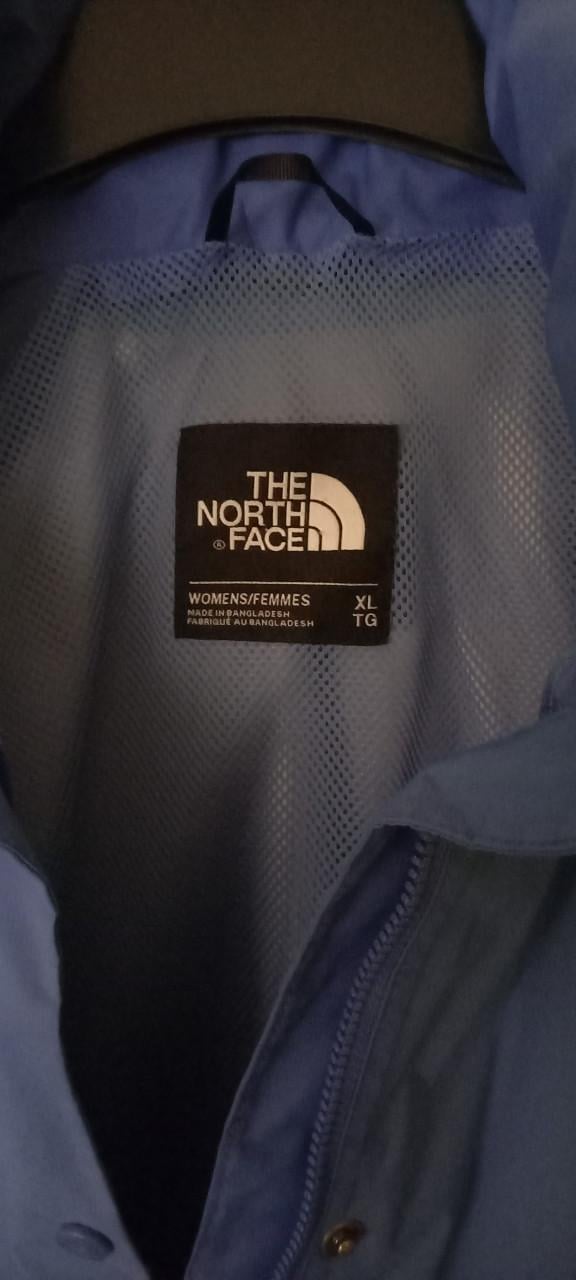 THE
NORTH
® FACE
WOMENS/FEMMES XL
MADE IN BANGLADESH TG
FABRIQUÉ AU BANGLADESH